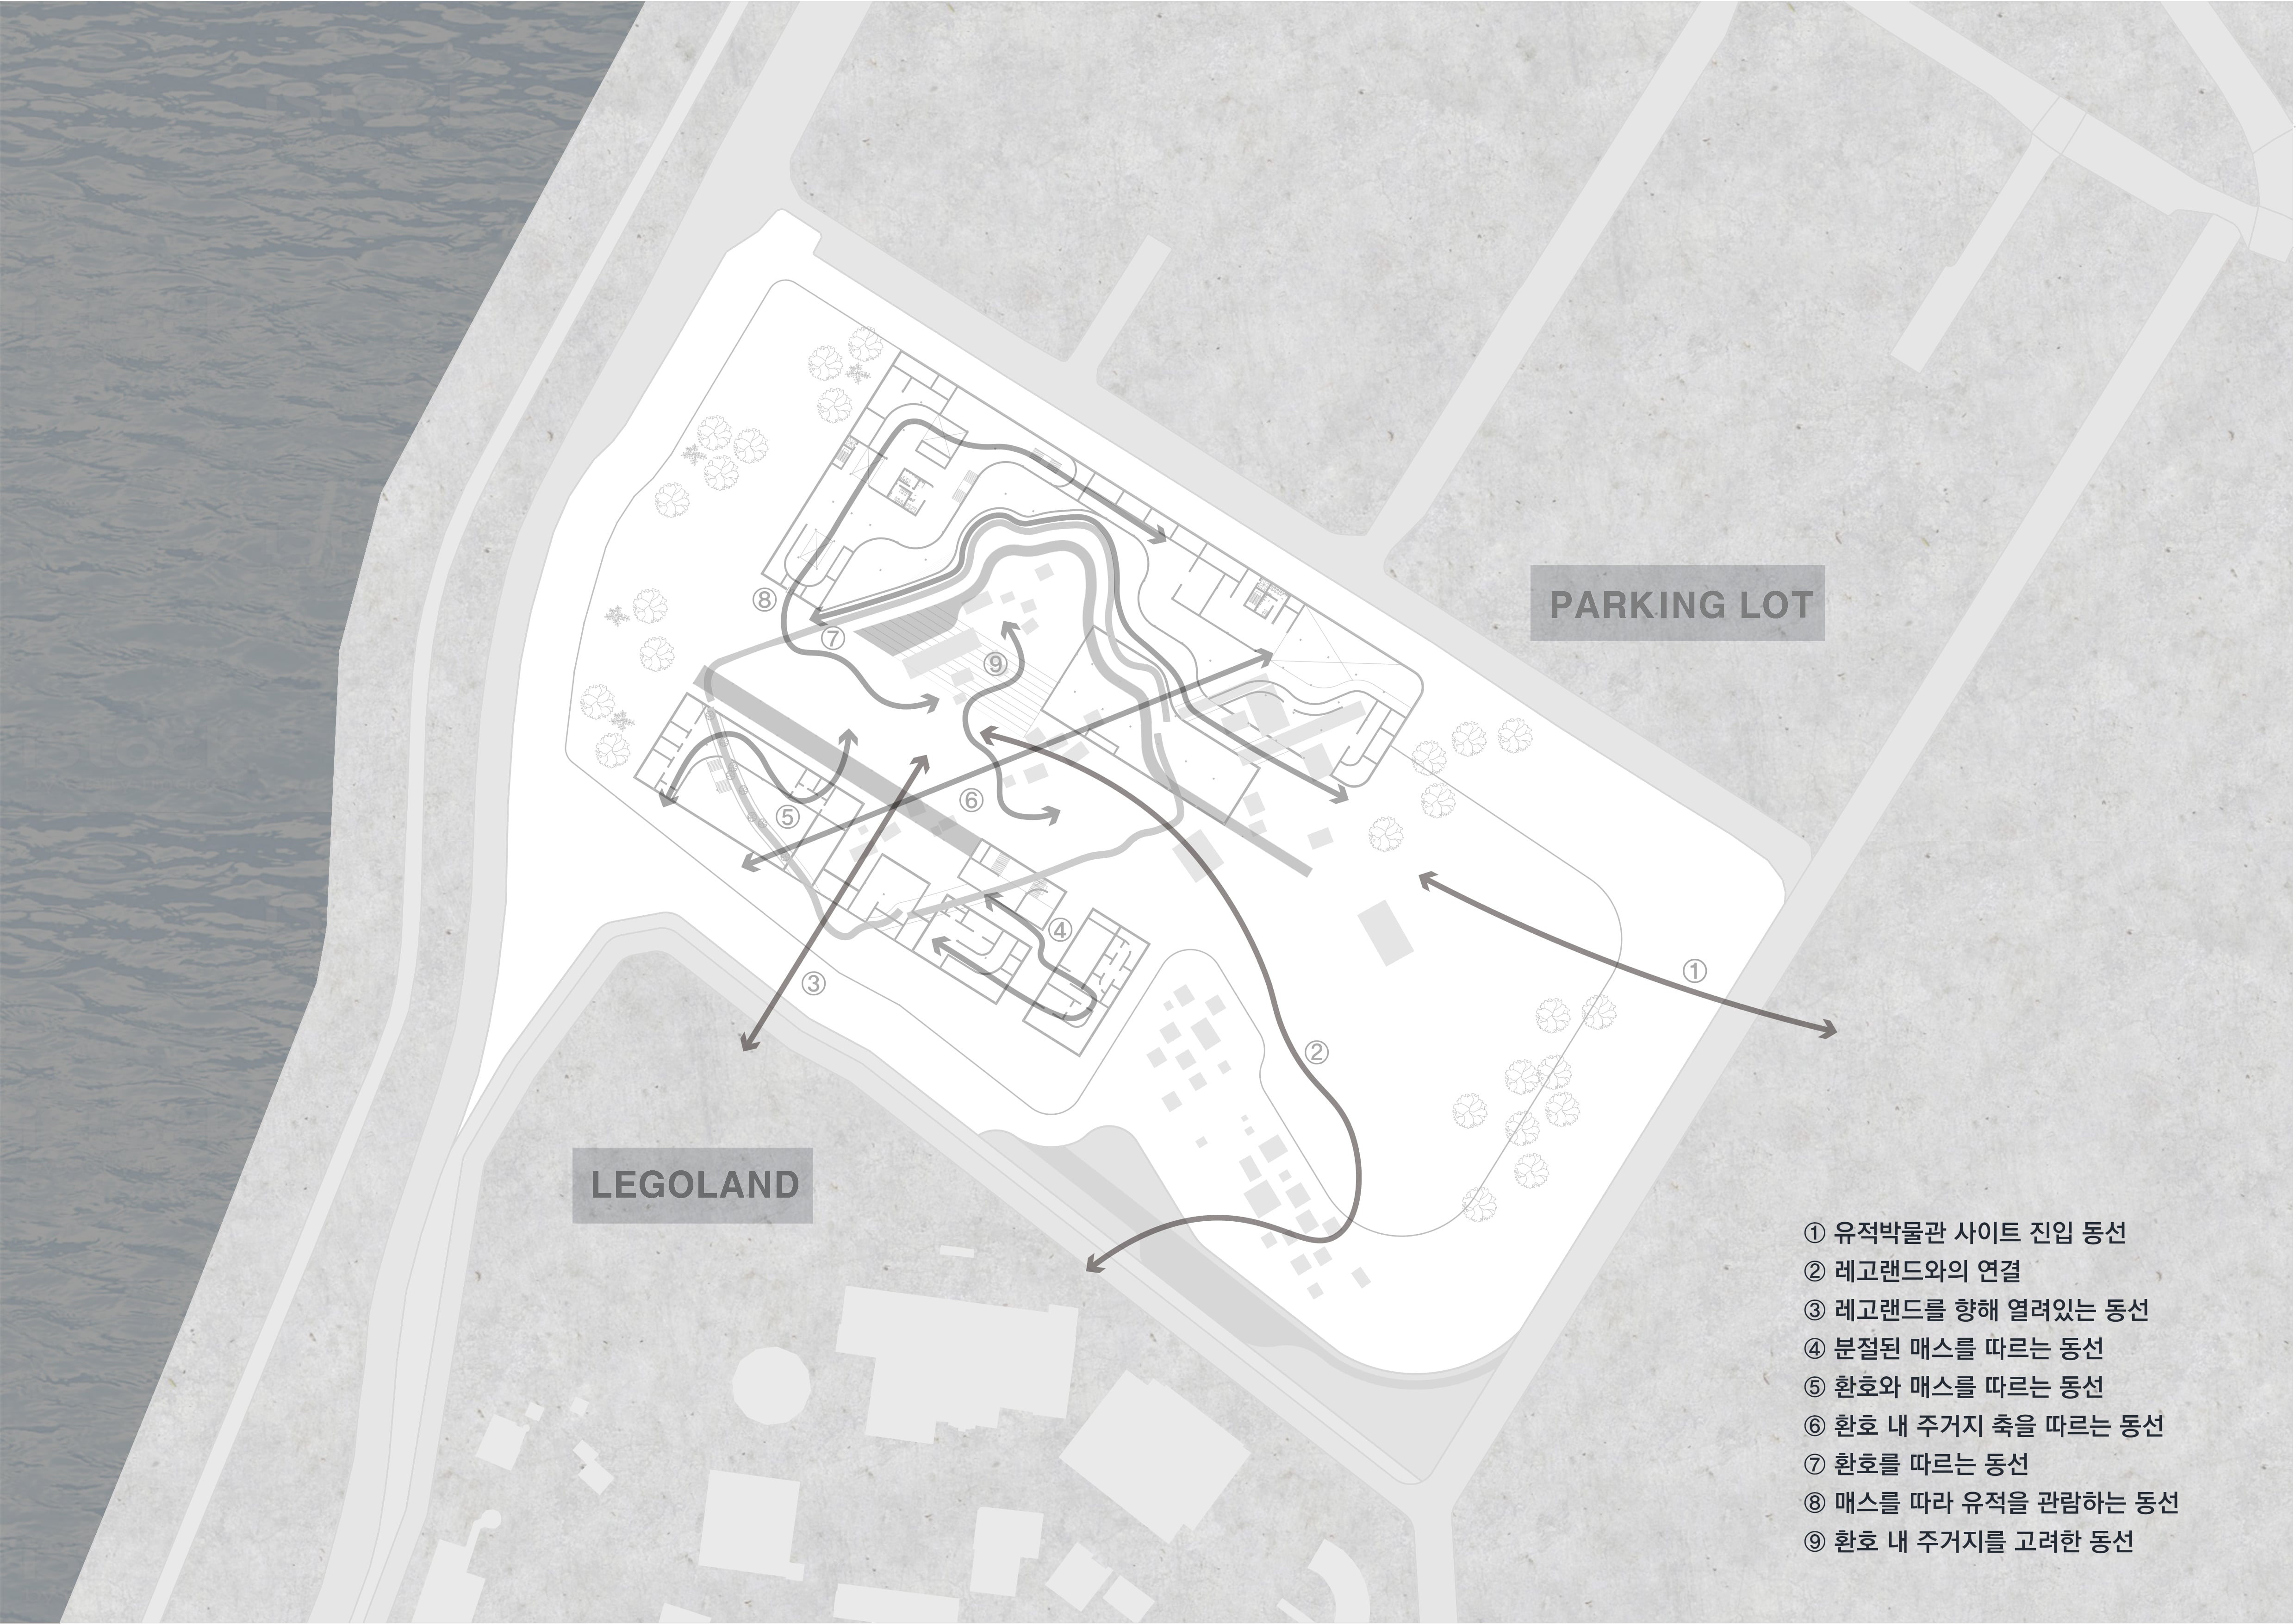 PARKING LOT
⑧
⑦
⑨
⑥
⑤
④
①
③
②
LEGOLAND
① 유적박물관 사이트 진입 동선
② 레고랜드와의 연결
③ 레고랜드를 향해 열려있는 동선
④ 분절된 매스를 따르는 동선
⑤ 환호와 매스를 따르는 동선
⑥ 환호 내 주거지 축을 따르는 동선
⑦ 환호를 따르는 동선
⑧ 매스를 따라 유적을 관람하는 동선
⑨ 환호 내 주거지를 고려한 동선